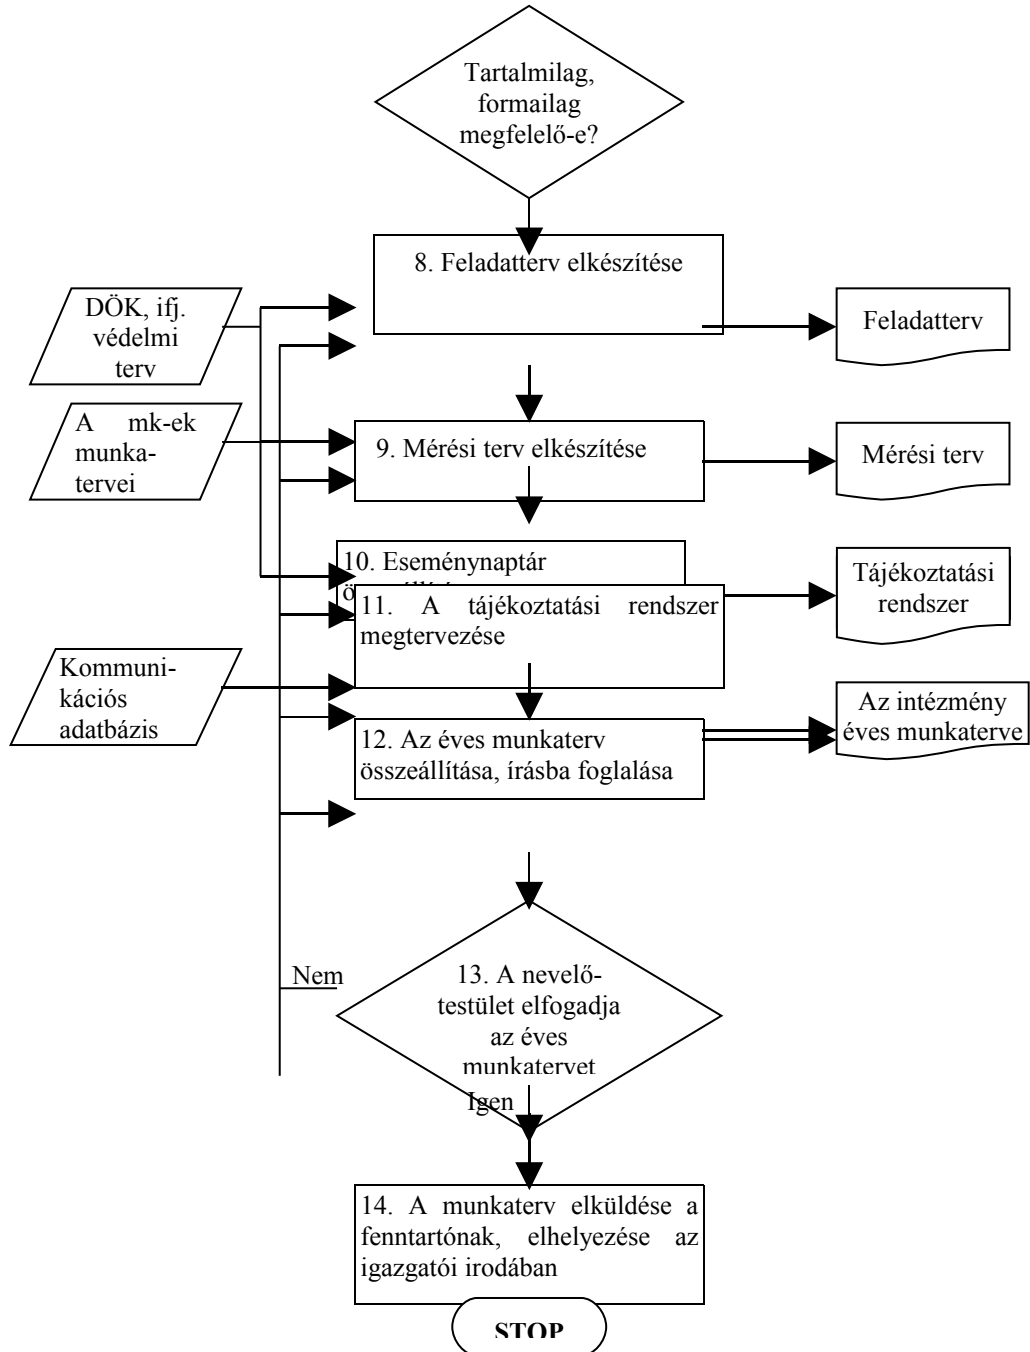 Tartalmilag,
formailag
megfelelő-e?
8. Feladatterv elkészítése
DÖK, ifj.
védelmi
terv
Feladatterv
A mk-ek
munka-
tervei
9. Mérési terv elkészítése
Mérési terv
10. Eseménynaptár
11. A tájékoztatási rendszer
megtervezése
Tájékoztatási
rendszer
Kommuni-
kációs
adatbázis
12. Az éves munkaterv
összeállítása, írásba foglalása
Az intézmény
éves munkaterve
Nem
13. A nevelő-
testület elfogadja
az éves
munkatervet
Igen
14. A munkaterv elküldése a
fenntartónak, elhelyezése az
igazgatói irodában
STOP